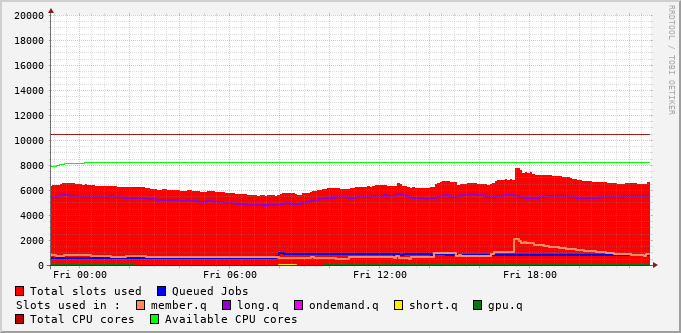 20000
18000
16000
14000
12000
10000
8000
6000
4000
2000
0
Fri 00:00 Fri 06:00 Fri 12:00 Fri 18:00
Total slots used Queued Jobs
Slots used in : member.q long.q ondemand.q short.q gpu.q
Total CPU cores Available CPU cores
RRDTOOL / TOBI OETIKER